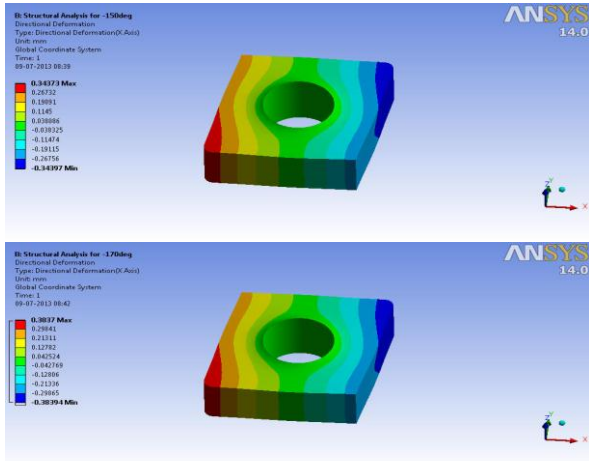 B: Structural Analysis for -150deg
Directional Deformation
Type: Directional Deformation(X Axis)
Unit: mm
Global Coordinate System
Time: 1
09-07-2013 08:39
0.34373 Max
0.26732
0.19091
0.1145
0.038086
-0.038325
-0.11474
-0.19115
-0.26756
-0.34397 Min
ANSYS
14.0
Y
Z
X
B: Structural Analysis for -170deg
Directional Deformation
Type: Directional Deformation(X Axis)
Unit: mm
Global Coordinate System
Time: 1
09-07-2013 08:42
0.3837 Max
0.29841
0.21311
0.12782
0.042524
-0.042769
-0.12806
-0.21336
-0.29865
-0.38394 Min
ANSYS
14.0
Y
Z
X